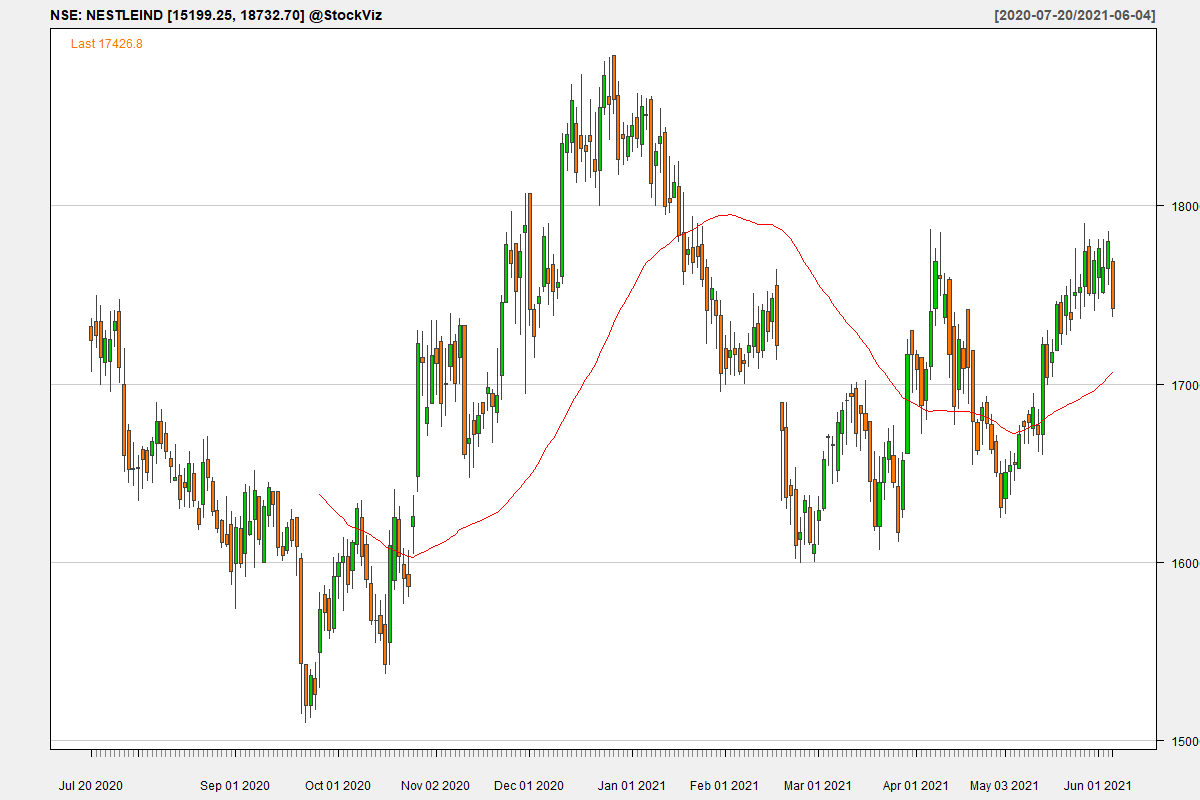 NSE: NESTLEIND [15199.25, 18732.70] @StockViz [2020-07-20/2021-06-04]
Last 17426.8
1800
1700
1600
1500
Jul 20 2020 Sep 01 2020 Oct 01 2020 Nov 02 2020 Dec 01 2020 Jan 01 2021 Feb 01 2021 Mar 01 2021 Apr 01 2021 May 03 2021 Jun 01 2021